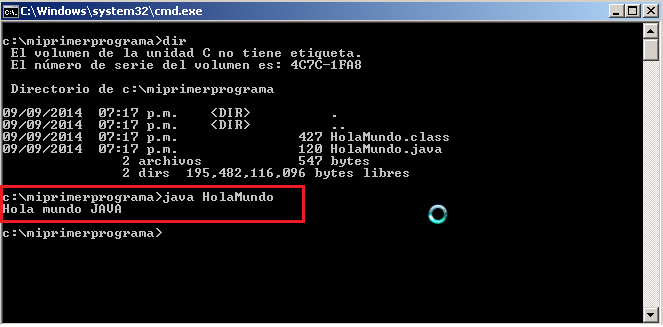 C:\Windows\system32\cmd.exe
c:\miprimerprograma>dir
El volumen de la unidad C no tiene etiqueta.
El número de serie del volumen es: 4C7C-1FA8
Directorio de c:\miprimerprograma
09/09/2014 07:17 p.m. <DIR> .
09/09/2014 07:17 p.m. <DIR> ..
09/09/2014 07:17 p.m. 427 HolaMundo.class
09/09/2014 07:17 p.m. 120 HolaMundo.java
2 archivos 547 bytes
2 dirs 195,482,116,096 bytes libres
c:\miprimerprograma>java HolaMundo
Hola mundo JAVA
c:\miprimerprograma>